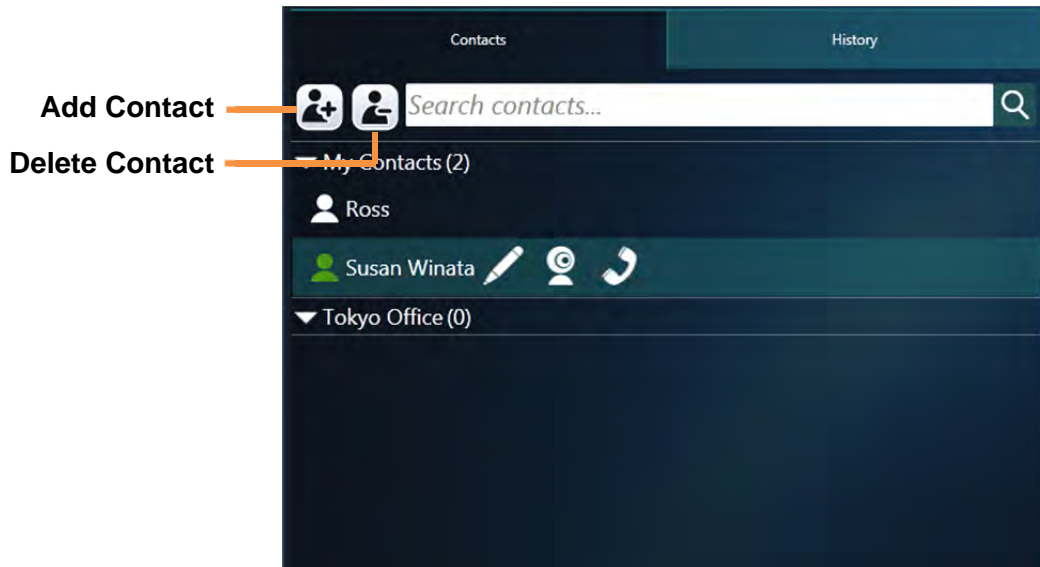 Contacts
History
Add Contact
Search contacts...
Delete Contact
My Contacts (2)
Ross
Susan Winata
Tokyo Office (0)